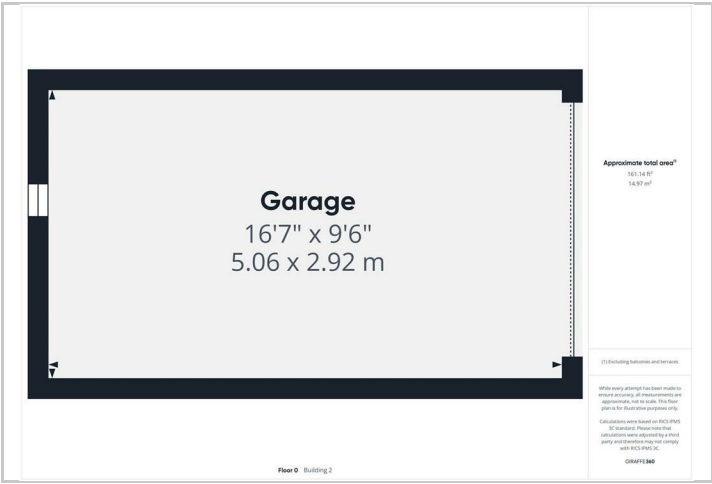 Garage
16'7" x 9'6"
5.06 x 2.92 m
Approximate total area⁽¹⁾
161.14 ft²
14.97 m²
(1) Excluding balconies and terraces
While every attempt has been made to
ensure accuracy, all measurements are
approximate, not to scale. This floor
plan is for illustrative purposes only.
Calculations were based on RICS IPMS
3C standard. Please note that
calculations were adjusted by a third
party and therefore may not comply
with RICS IPMS 3C.
GIRAFFE360
Floor 0 Building 2